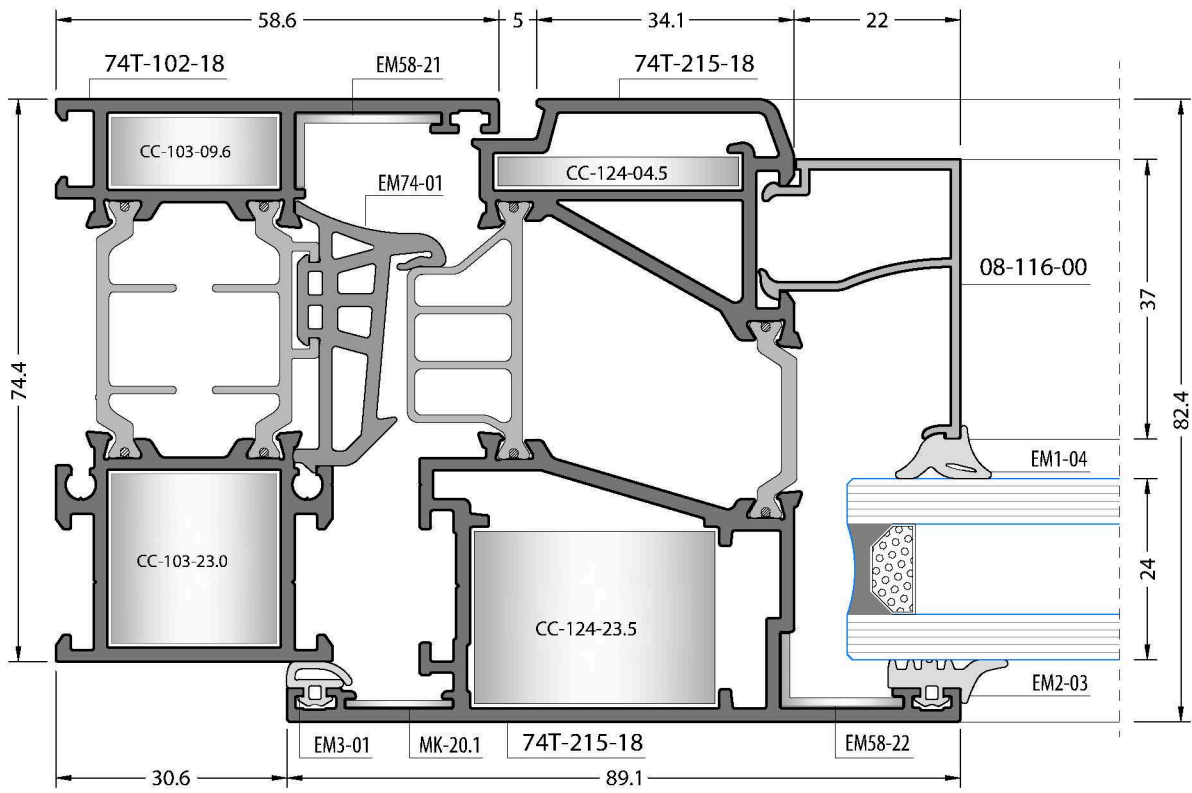 58.6
5
34.1
22
74T-102-18
EM58-21
74T-215-18
CC-103-09.6
CC-124-04.5
EM74-01
08-116-00
37
74.4
82.4
EM1-04
CC-103-23.0
24
CC-124-23.5
EM2-03
EM3-01
MK-20.1
74T-215-18
EM58-22
30.6
89.1